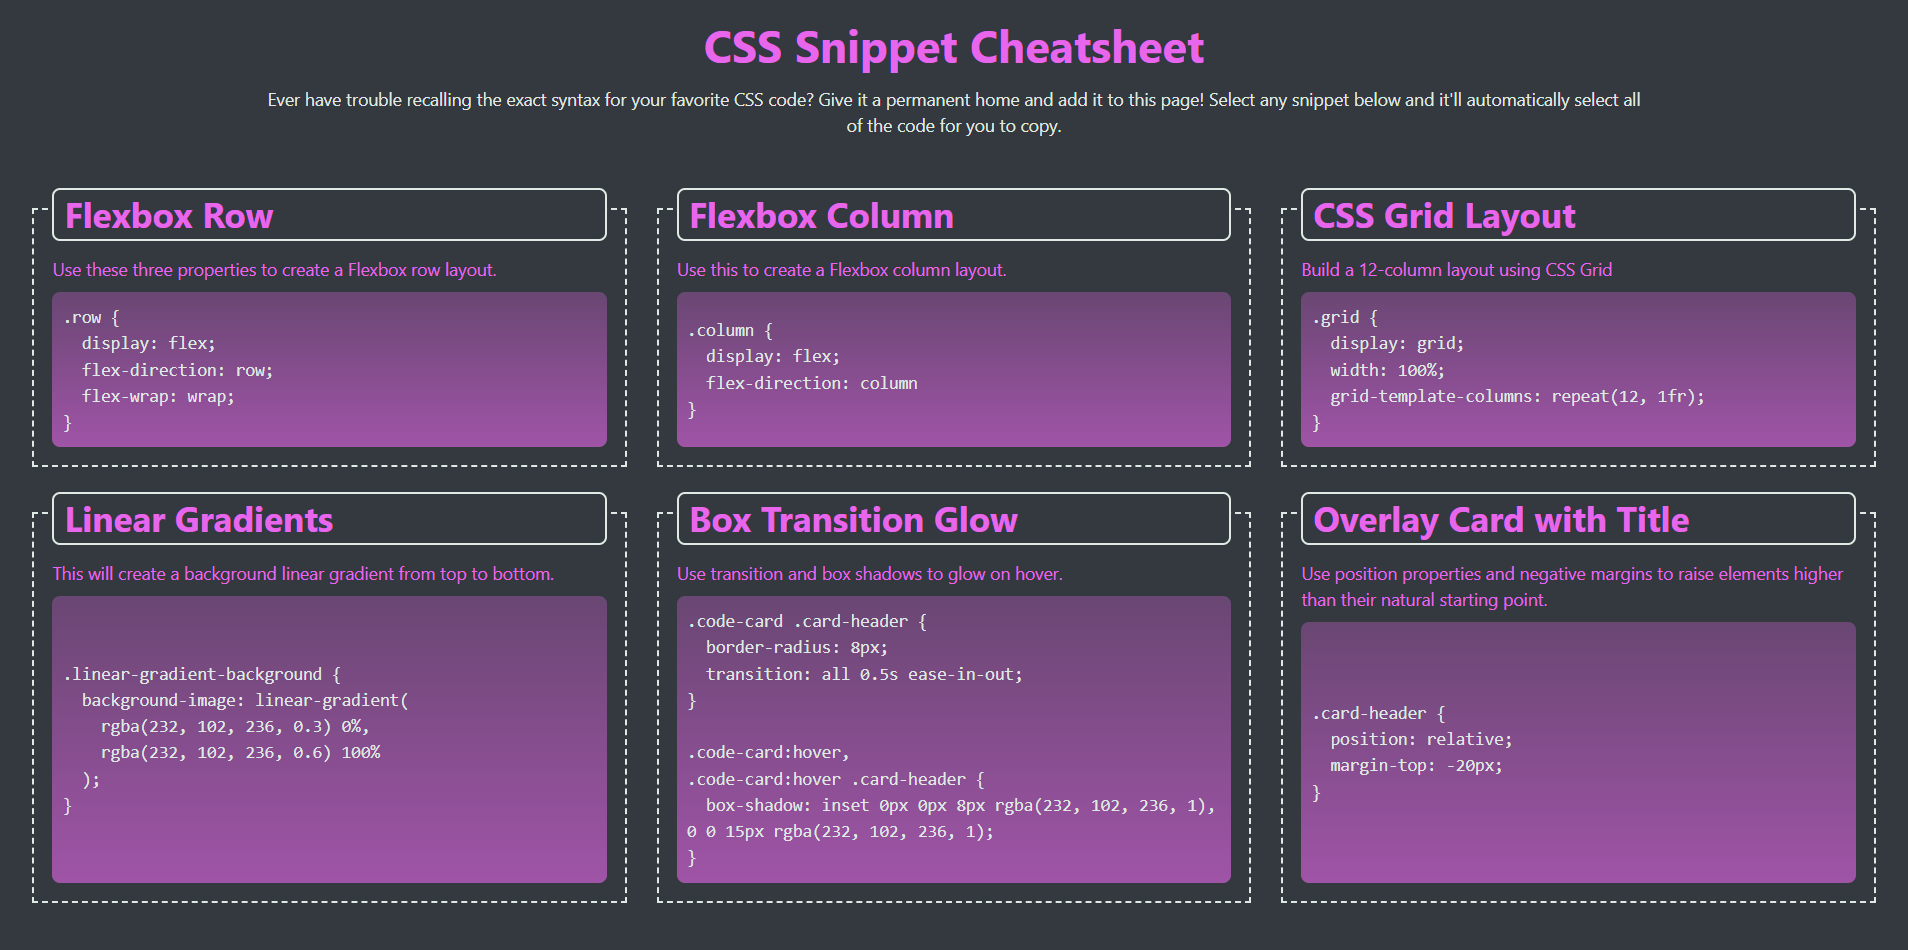 CSS Snippet Cheatsheet
Ever have trouble recalling the exact syntax for your favorite CSS code? Give it a permanent home and add it to this page! Select any snippet below and it'll automatically select all
of the code for you to copy.
Flexbox Row
Use these three properties to create a Flexbox row layout.
.row {
  display: flex;
  flex-direction: row;
  flex-wrap: wrap;
}
Flexbox Column
Use this to create a Flexbox column layout.
.column {
  display: flex;
  flex-direction: column
}
CSS Grid Layout
Build a 12-column layout using CSS Grid
.grid {
  display: grid;
  width: 100%;
  grid-template-columns: repeat(12, 1fr);
}
Linear Gradients
This will create a background linear gradient from top to bottom.
.linear-gradient-background {
  background-image: linear-gradient(
    rgba(232, 102, 236, 0.3) 0%,
    rgba(232, 102, 236, 0.6) 100%
  );
}
Box Transition Glow
Use transition and box shadows to glow on hover.
.code-card .card-header {
  border-radius: 8px;
  transition: all 0.5s ease-in-out;
}
.code-card:hover,
.code-card:hover .card-header {
  box-shadow: inset 0px 0px 8px rgba(232, 102, 236, 1),
0 0 15px rgba(232, 102, 236, 1);
}
Overlay Card with Title
Use position properties and negative margins to raise elements higher
than their natural starting point.
.card-header {
  position: relative;
  margin-top: -20px;
}